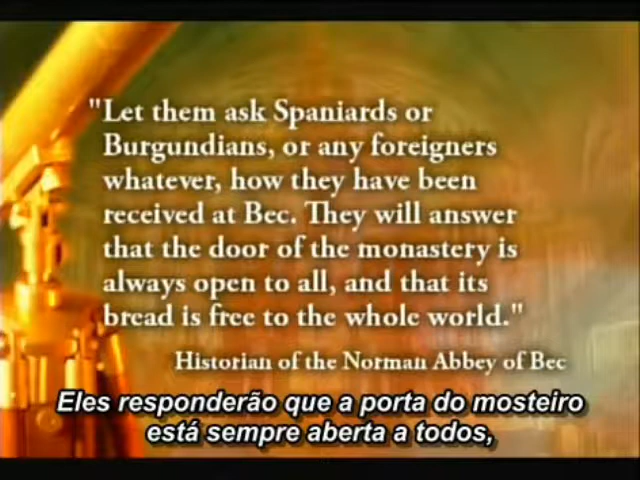 "Let them ask Spaniards or
Burgundians, or any foreigners
whatever, how they have been
received at Bec. They will answer
that the door of the monastery is
always open to all, and that its
bread is free to the whole world."
Historian of the Norman Abbey of Bec
Eles responderão que a porta do mosteiro
está sempre aberta a todos,